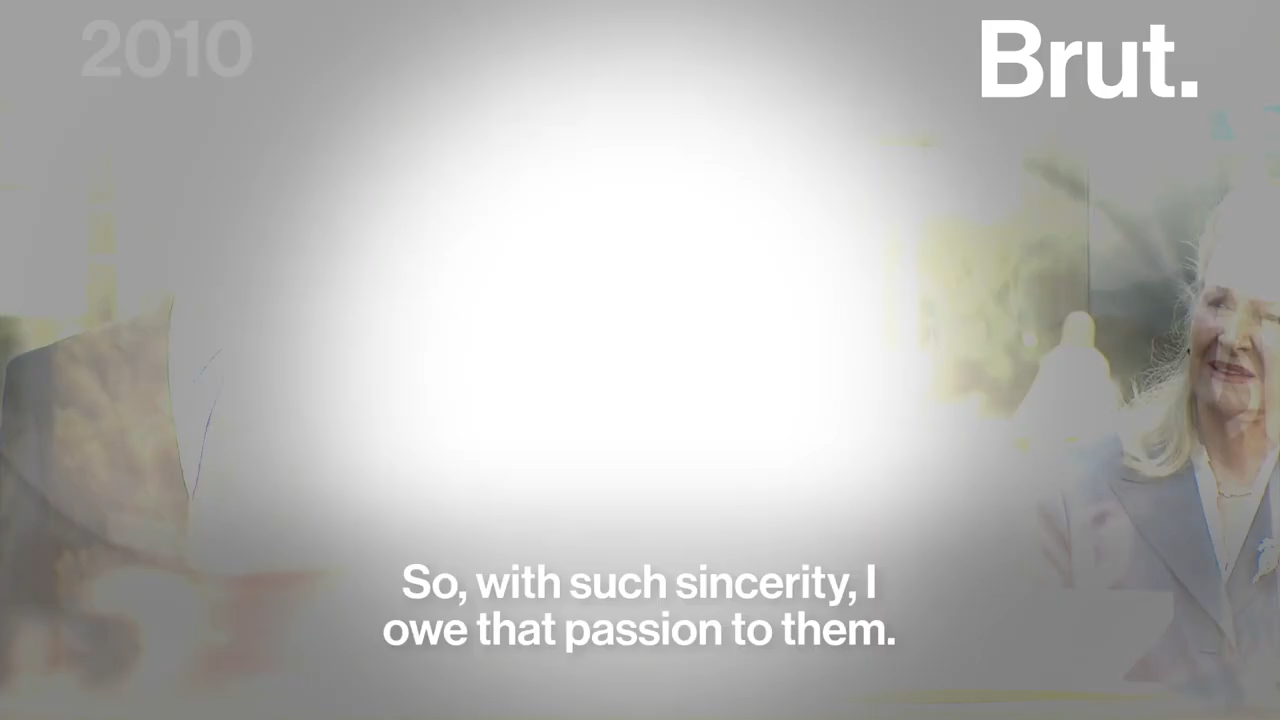 2010
Brut.
So, with such sincerity, I
owe that passion to them.